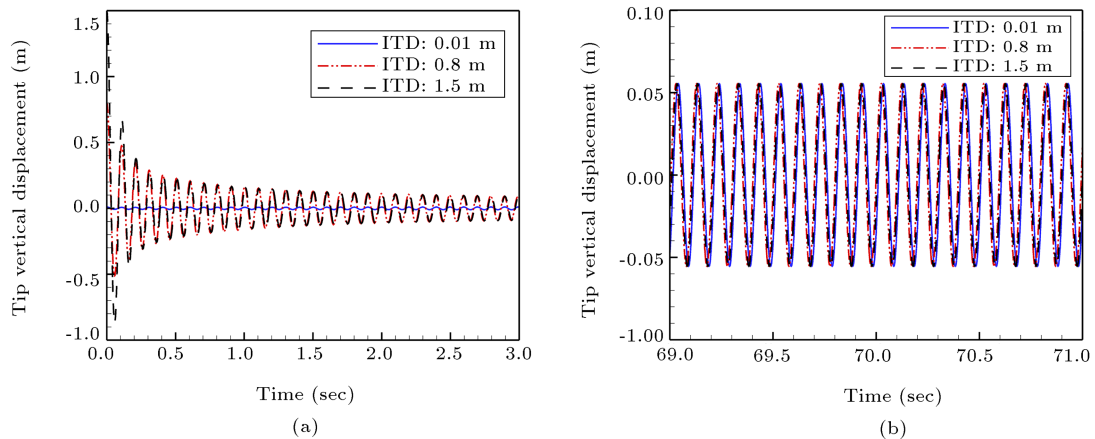 1.5
1.0
0.5
0.0
-0.5
-1.0
0.0 0.5 1.0 1.5 2.0 2.5 3.0
Tip vertical displacement (m)
Time (sec)
ITD: 0.01 m
ITD: 0.8 m
ITD: 1.5 m
(a)
0.10
0.05
0.00
-0.05
-1.00
69.0 69.5 70.0 70.5 71.0
Tip vertical displacement (m)
Time (sec)
ITD: 0.01 m
ITD: 0.8 m
ITD: 1.5 m
(b)